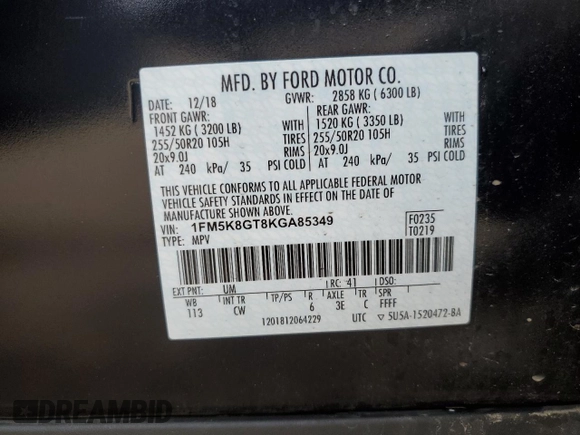 MFD. BY FORD MOTOR CO.
DATE: 12/18 GVWR: 2858 KG ( 6300 LB)
FRONT GAWR: REAR GAWR:
1452 KG ( 3200 LB) WITH 1520 KG ( 3350 LB) WITH
255/50R20 105H TIRES 255/50R20 105H TIRES
20x9.0J RIMS 20x9.0J RIMS
AT 240 kPa/ 35 PSI COLD AT 240 kPa/ 35 PSI COLD
THIS VEHICLE CONFORMS TO ALL APPLICABLE FEDERAL MOTOR
VEHICLE SAFETY STANDARDS IN EFFECT ON THE DATE OF
MANUFACTURE SHOWN ABOVE.
VIN: 1FM5K8GT8KGA85349 F0235
TYPE: MPV T0219
EXT PNT: UM RC: 41 DSO:
WB INT TR TP/PS R AXLE TR SPR
113 CW 6 3E C FFFF
1201812064229 UTC ▽ 5U5A-1520472-BA
DREAMBID